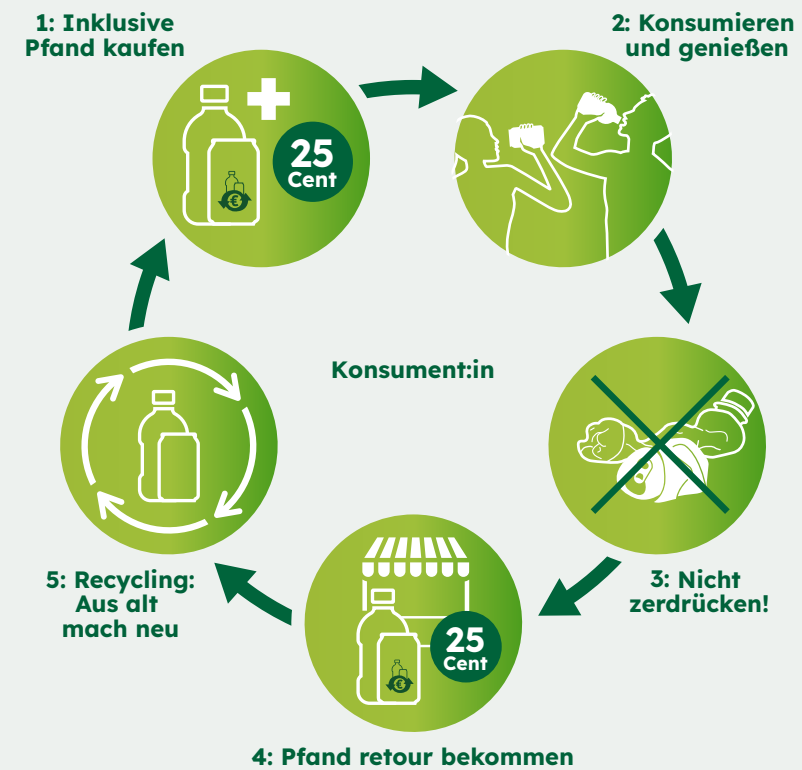 1: Inklusive
Pfand kaufen
25
Cent
€
2: Konsumieren
und genießen
Konsument:in
3: Nicht
zerdrücken!
25
Cent
€
4: Pfand retour bekommen
5: Recycling:
Aus alt
mach neu